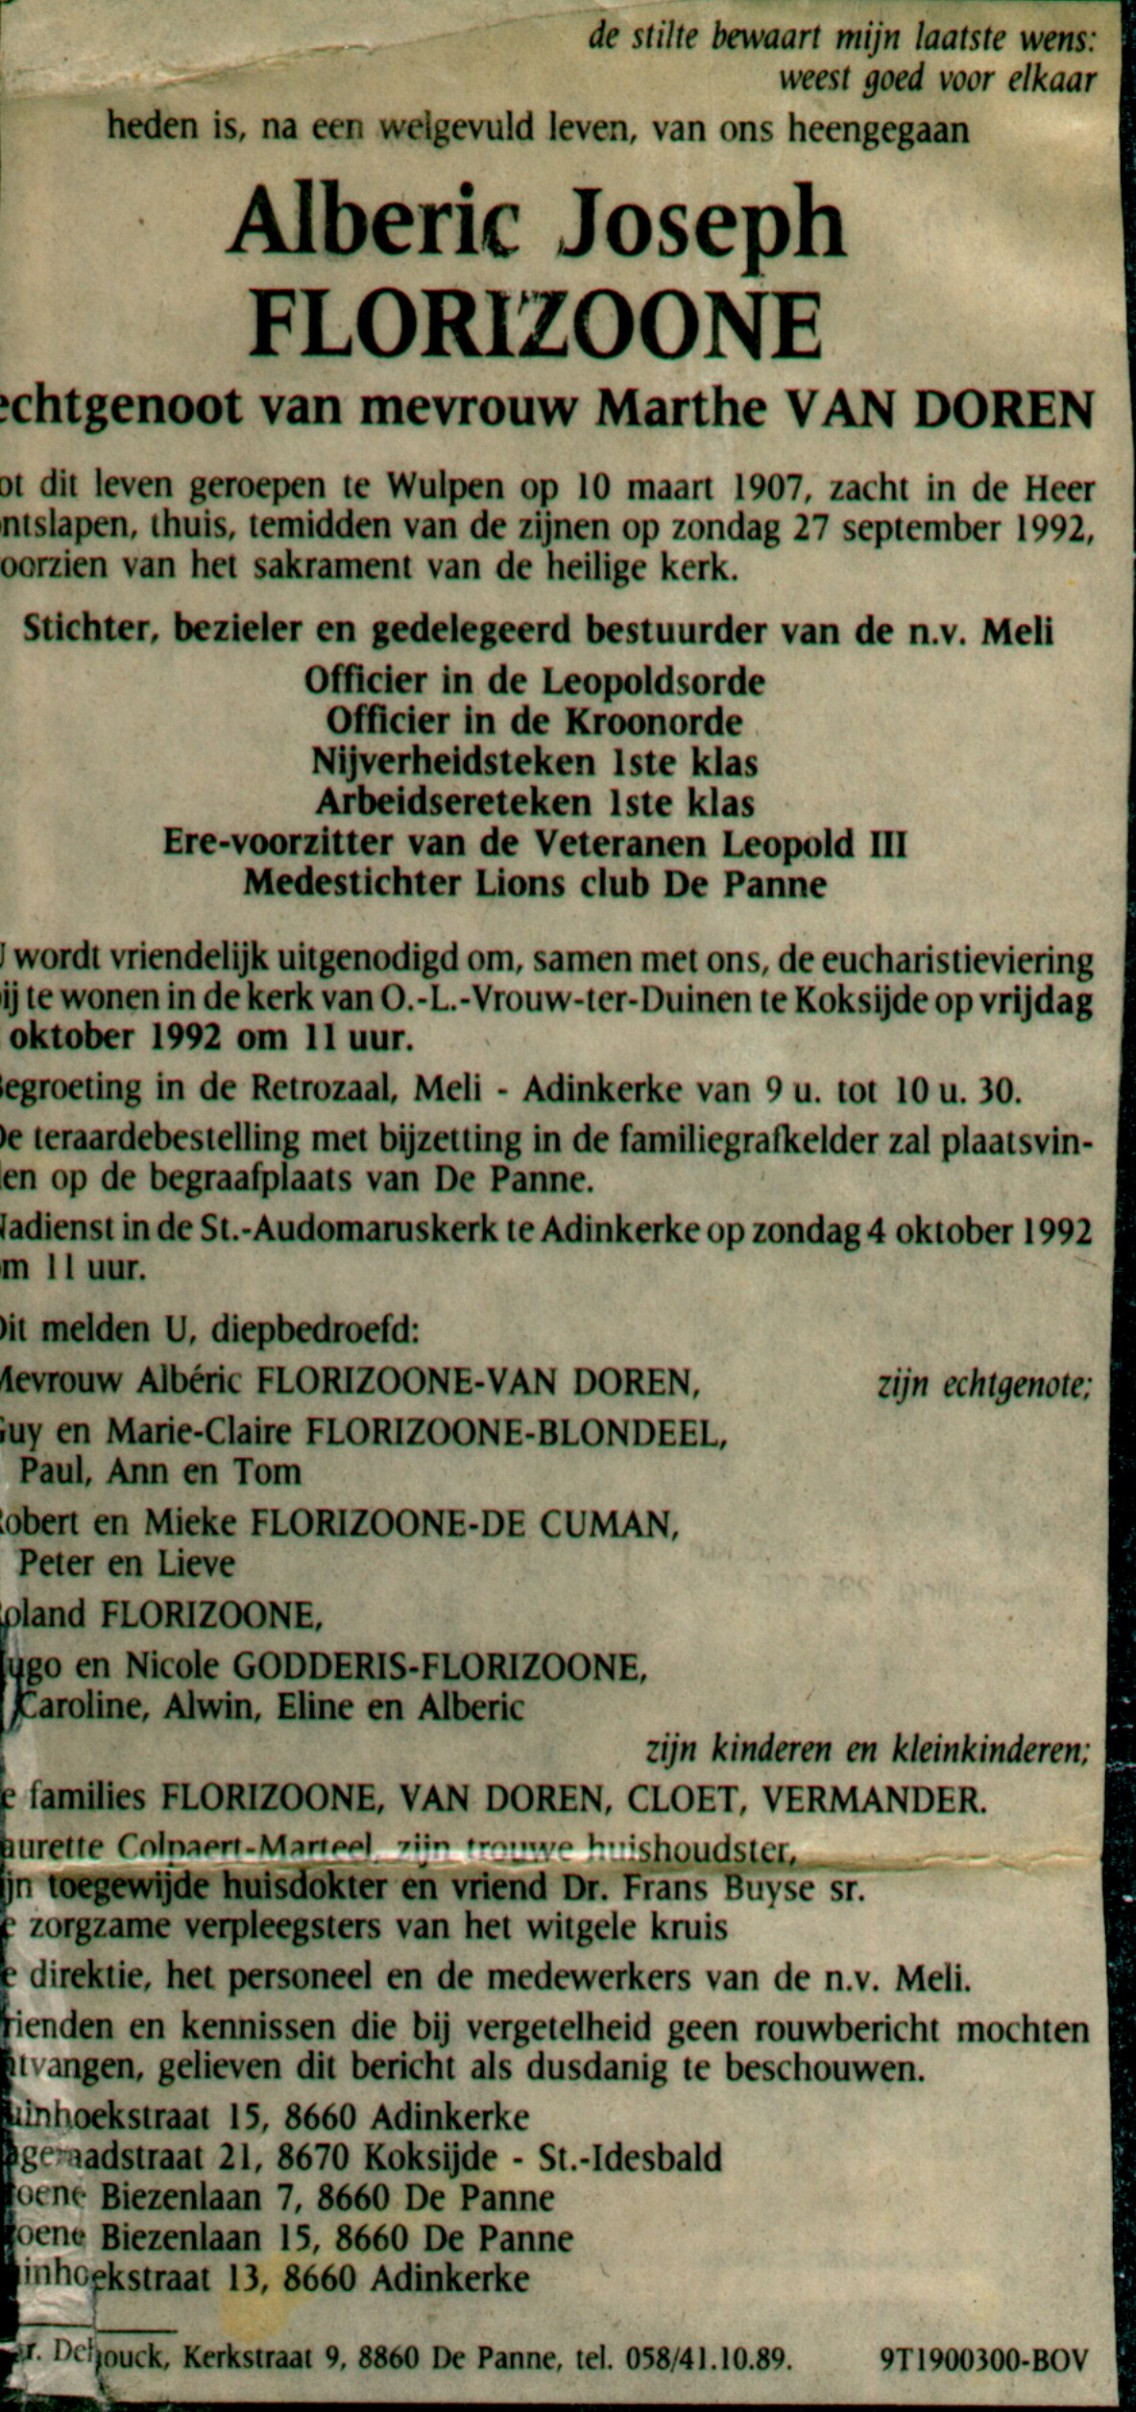 de stilte bewaart mijn laatste wens:
weest goed voor elkaar
heden is, na een welgevuld leven, van ons heengegaan
Alberic Joseph
FLORIZOONE
echtgenoot van mevrouw Marthe VAN DOREN
ot dit leven geroepen te Wulpen op 10 maart 1907, zacht in de Heer
ntslapen, thuis, temidden van de zijnen op zondag 27 september 1992,
oorzien van het sakrament van de heilige kerk.
Stichter, bezieler en gedelegeerd bestuurder van de n.v. Meli
Officier in de Leopoldsorde
Officier in de Kroonorde
Nijverheidsteken 1ste klas
Arbeidsereteken 1ste klas
Ere-voorzitter van de Veteranen Leopold III
Medestichter Lions club De Panne
U wordt vriendelijk uitgenodigd om, samen met ons, de eucharistieviering
ij te wonen in de kerk van O.-L.-Vrouw-ter-Duinen te Koksijde op vrijdag
oktober 1992 om 11 uur.
egroeting in de Retrozaal, Meli - Adinkerke van 9 u. tot 10 u. 30.
De teraardebestelling met bijzetting in de familiegrafkelder zal plaatsvin-
en op de begraafplaats van De Panne.
Nadienst in de St.-Audomaruskerk te Adinkerke op zondag 4 oktober 1992
m 11 uur.
Dit melden U, diepbedroefd:
Mevrouw Albéric FLORIZOONE-VAN DOREN, zijn echtgenote;
Guy en Marie-Claire FLORIZOONE-BLONDEEL,
Paul, Ann en Tom
obert en Mieke FLORIZOONE-DE CUMAN,
Peter en Lieve
oland FLORIZOONE,
ugo en Nicole GODDERIS-FLORIZOONE,
Caroline, Alwin, Eline en Alberic
zijn kinderen en kleinkinderen;
e families FLORIZOONE, VAN DOREN, CLOET, VERMANDER.
aurette Colpaert-Marteel, zijn trouwe huishoudster,
ijn toegewijde huisdokter en vriend Dr. Frans Buyse sr.
e zorgzame verpleegsters van het witgele kruis
e direktie, het personeel en de medewerkers van de n.v. Meli.
rienden en kennissen die bij vergetelheid geen rouwbericht mochten
ntvangen, gelieven dit bericht als dusdanig te beschouwen.
uinhoekstraat 15, 8660 Adinkerke
geraadstraat 21, 8670 Koksijde - St.-Idesbald
oene Biezenlaan 7, 8660 De Panne
oene Biezenlaan 15, 8660 De Panne
inhoekstraat 13, 8660 Adinkerke
r. Dehouck, Kerkstraat 9, 8860 De Panne, tel. 058/41.10.89. 9T1900300-BOV